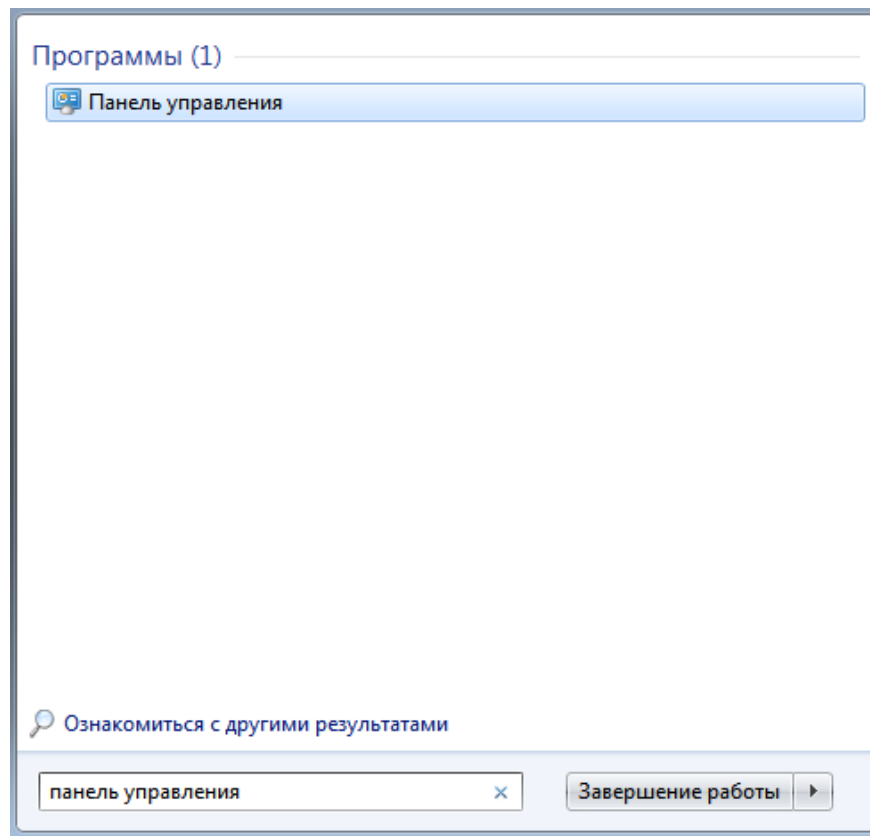 Программы (1)
Панель управления
Ознакомиться с другими результатами
панель управления
Завершение работы